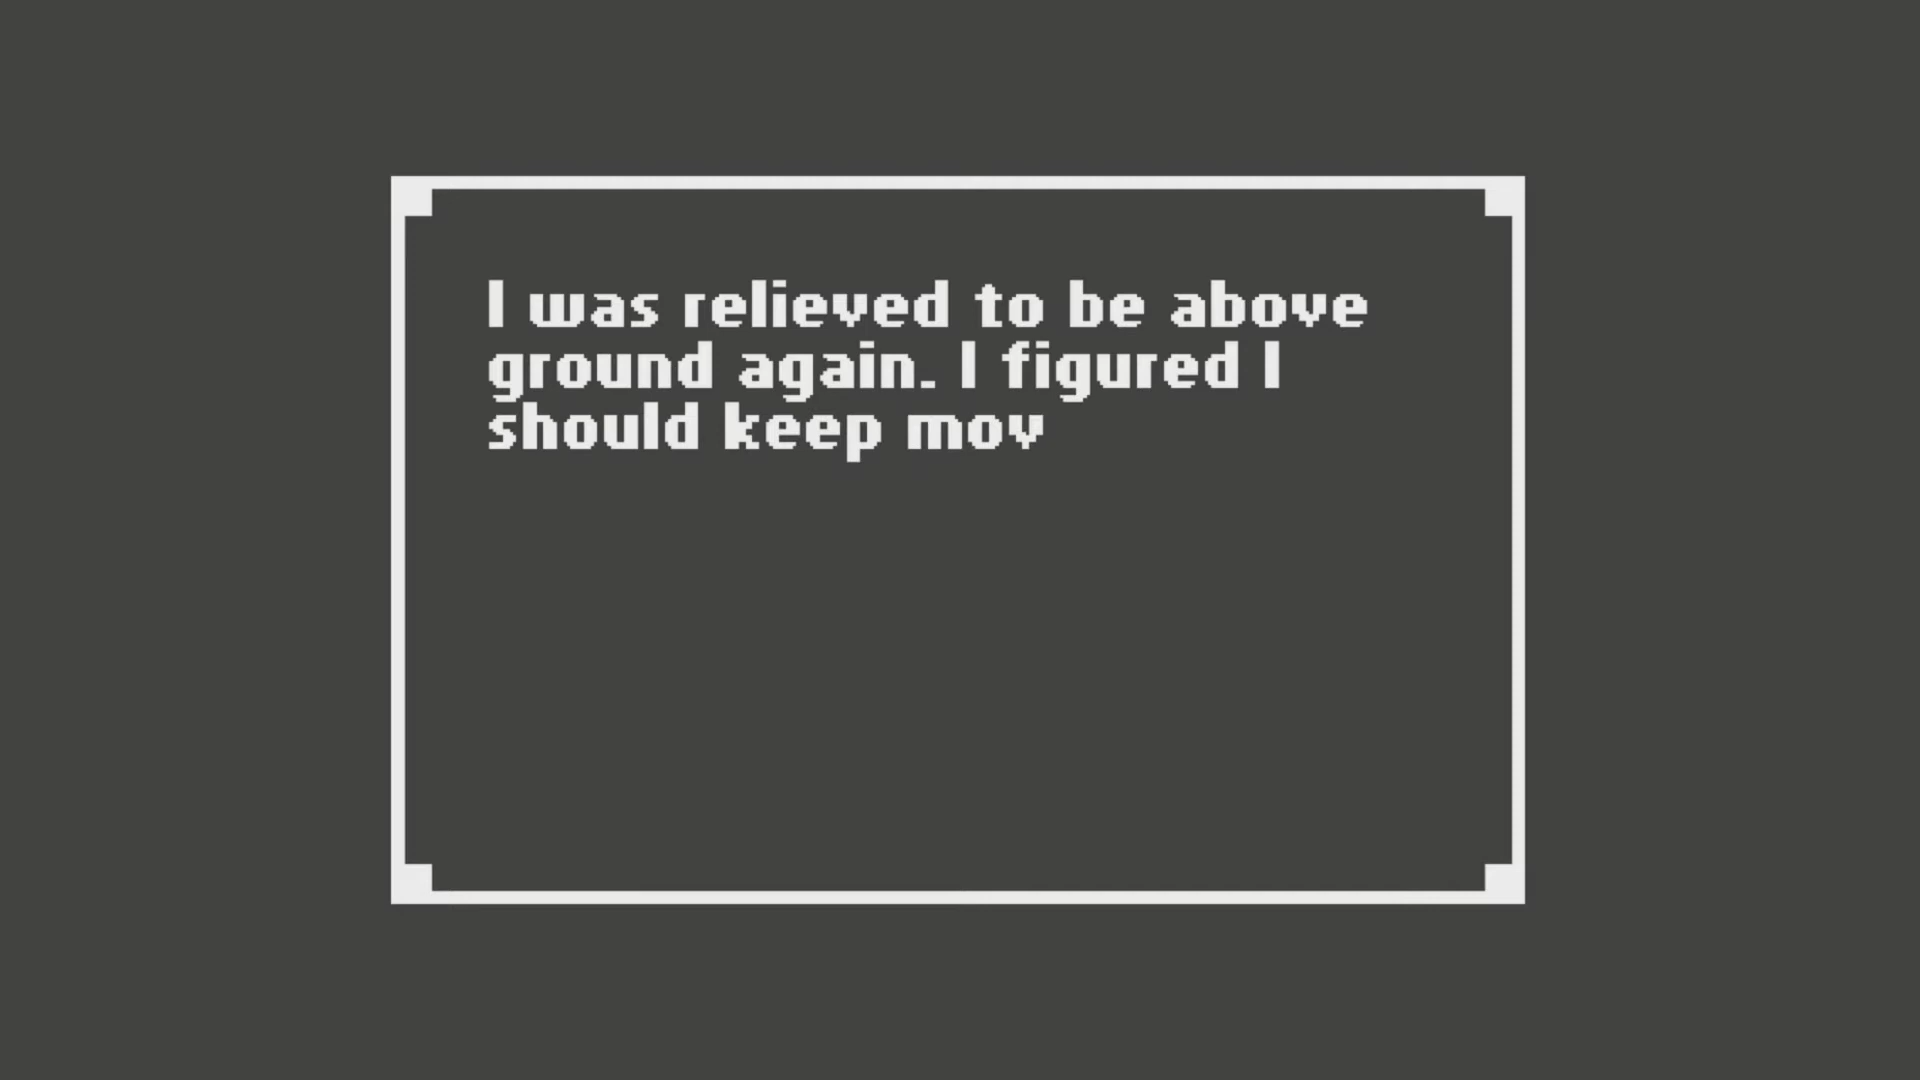 I was relieved to be above
ground again. I figured I
should keep mov